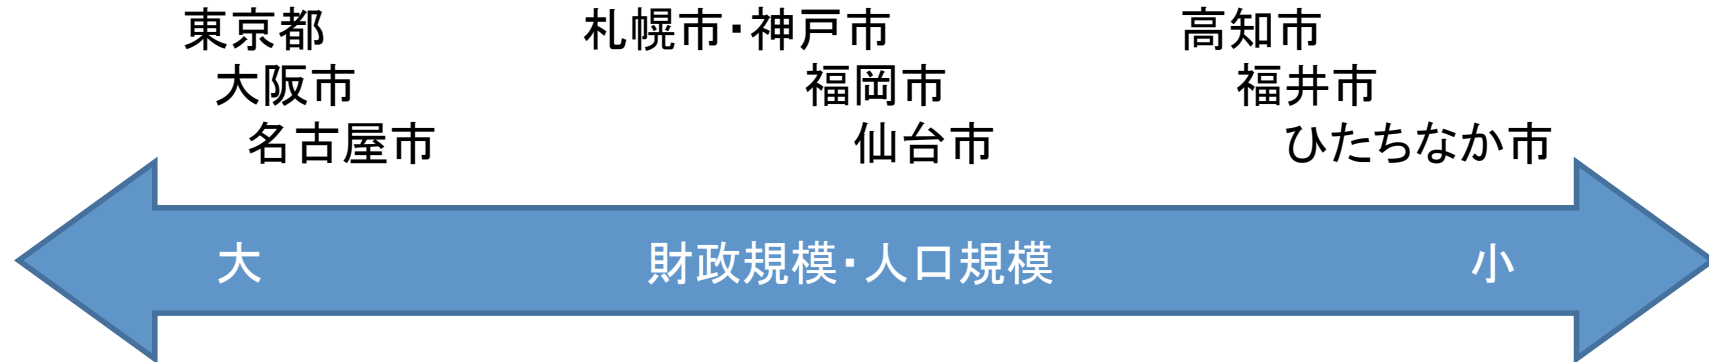 東京都
大阪市
名古屋市
札幌市・神戸市
福岡市
仙台市
高知市
福井市
ひたちなか市
大
財政規模・人口規模
小